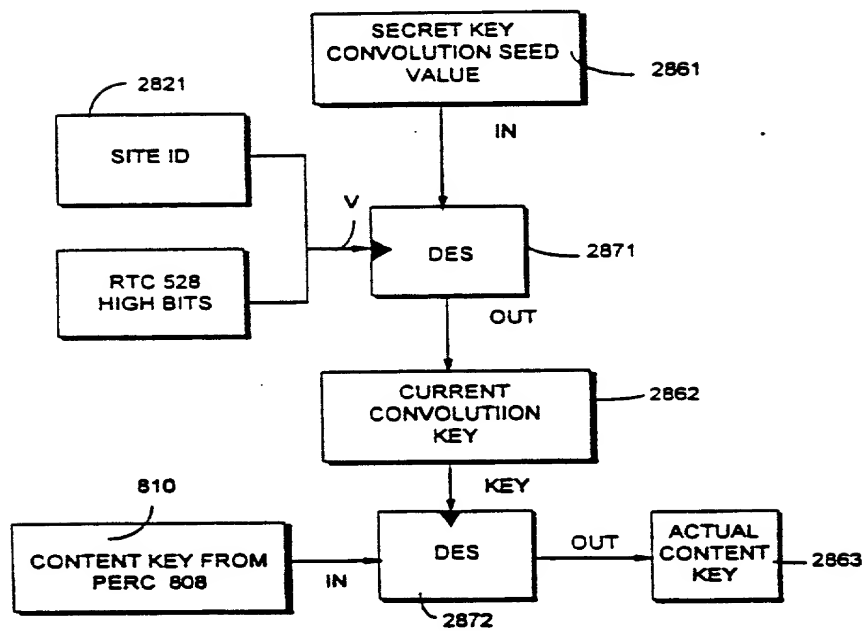 SECRET KEY
CONVOLUTION SEED
VALUE
2861
2821
SITE ID
IN
V
DES
2871
RTC 528
HIGH BITS
OUT
CURRENT
CONVOLUTIION
KEY
2862
KEY
810
CONTENT KEY FROM
PERC 808
IN
DES
2872
OUT
ACTUAL
CONTENT
KEY
2863